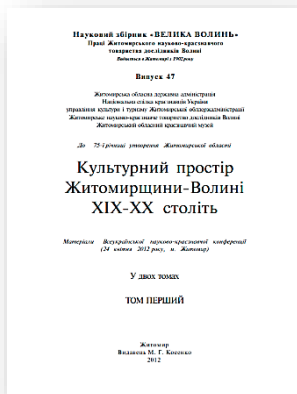 Науковий збірник «ВЕЛИКА ВОЛИНЬ»
Праці Житомирського науково-краєзнавчого
товариства дослідників Волині
Видається в Житомирі з 1902 року
Випуск 47
Житомирська обласна державна адміністрація
Національна спілка краєзнавців України
управління культури і туризму Житомирської облдержадміністрації
Житомирське науково-краєзнавче товариство дослідників Волині
Житомирський обласний краєзнавчий музей
До 75-річниці утворення Житомирської області
Культурний простір
Житомирщини-Волині
ХІХ-ХХ століть
Матеріали Всеукраїнської науково-краєзнавчої конференції
(24 квітня 2012 року, м. Житомир)
У двох томах
ТОМ ПЕРШИЙ
Житомир
Видавець М. Г. Косенко
2012